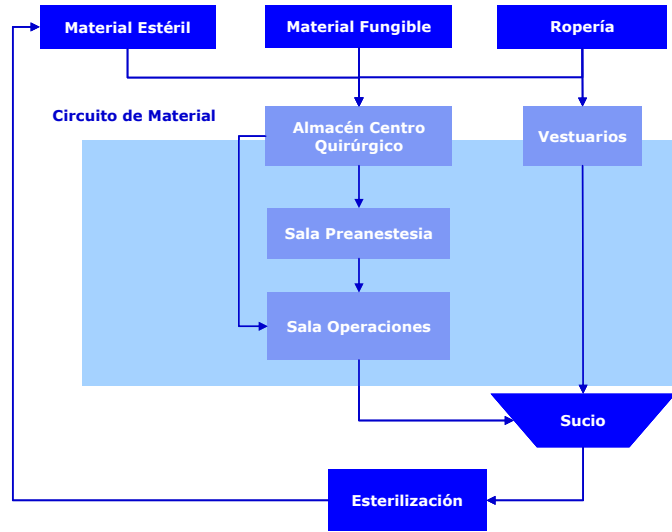 Material Estéril
Material Fungible
Ropería
Circuito de Material
Almacén Centro
Quirúrgico
Vestuarios
Sala Preanestesia
Sala Operaciones
Sucio
Esterilización